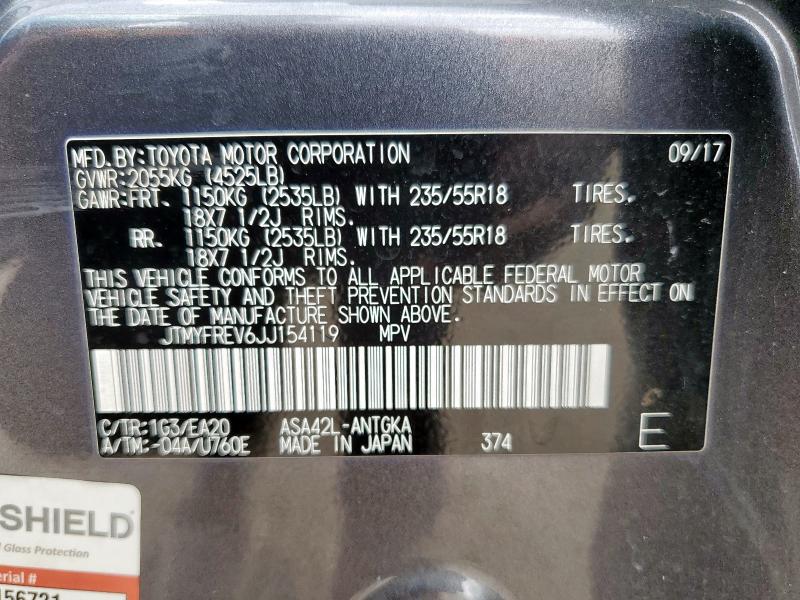 MFD. BY: TOYOTA MOTOR CORPORATION 09/17
GVWR: 2055KG (4525LB)
GAWR: FRT. 1150KG (2535LB) WITH 235/55R18 TIRES.
18X7 1/2J RIMS.
RR. 1150KG (2535LB) WITH 235/55R18 TIRES.
18X7 1/2J RIMS.
THIS VEHICLE CONFORMS TO ALL APPLICABLE FEDERAL MOTOR
VEHICLE SAFETY AND THEFT PREVENTION STANDARDS IN EFFECT ON
THE DATE OF MANUFACTURE SHOWN ABOVE.
JTMYFREV6JJ154119 MPV
C/TR: 1G3/EA20 ASA42L-ANTGKA
A/TM: -04A/U760E MADE IN JAPAN 374 E
SHIELD
Glass Protection
erial #